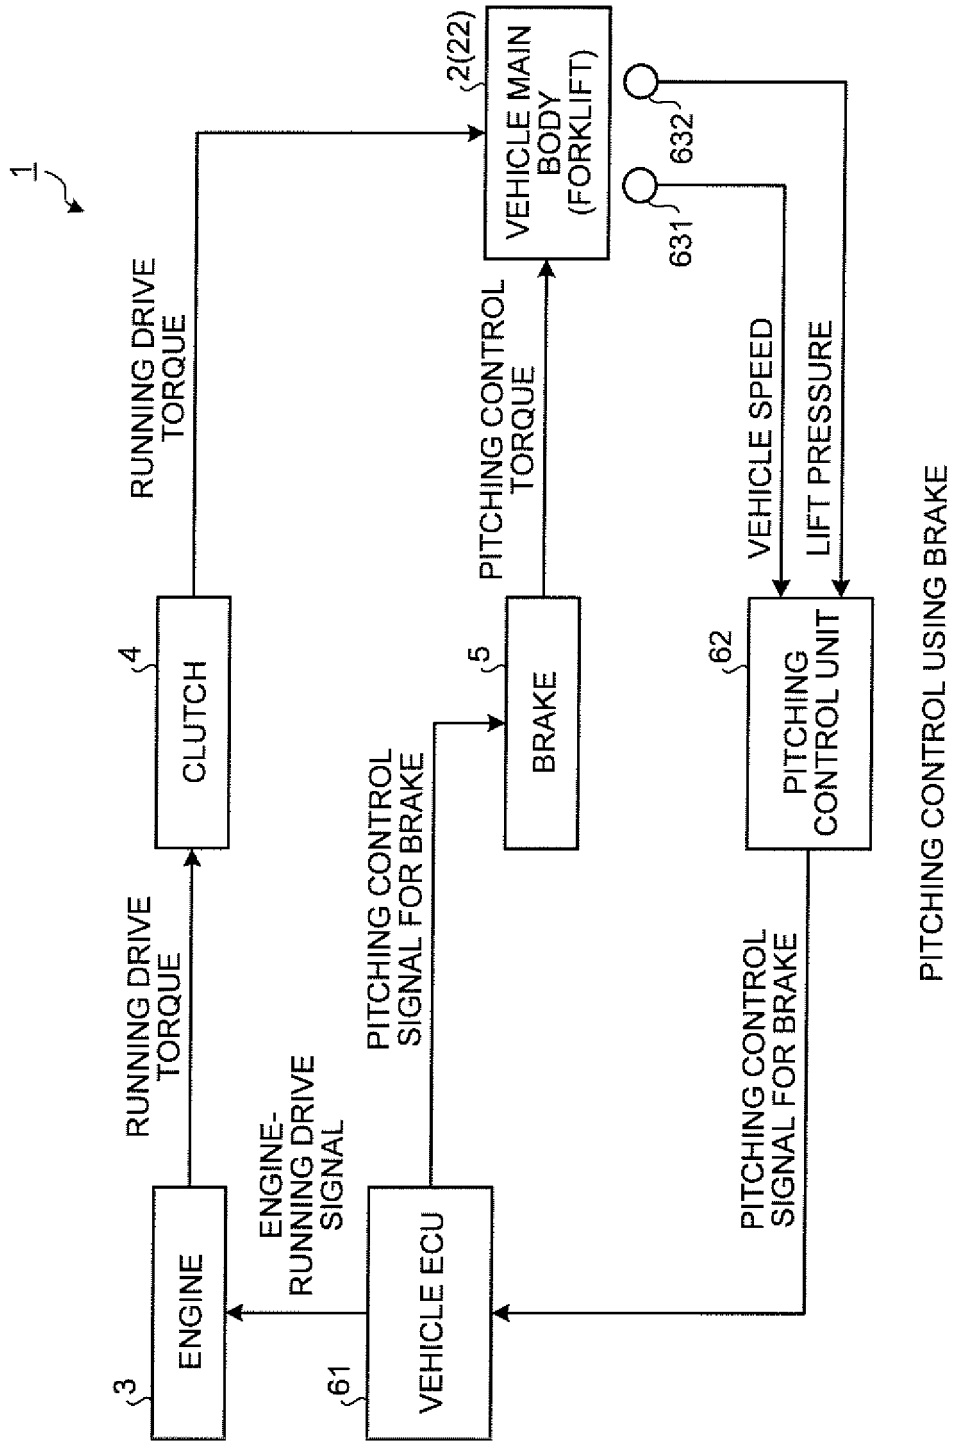 1
3
ENGINE
RUNNING DRIVE
TORQUE
4
CLUTCH
RUNNING DRIVE
TORQUE
2(22)
VEHICLE MAIN
BODY
(FORKLIFT)
ENGINE-
RUNNING DRIVE
SIGNAL
61
VEHICLE ECU
PITCHING CONTROL
SIGNAL FOR BRAKE
5
BRAKE
PITCHING CONTROL
TORQUE
631
632
VEHICLE SPEED
LIFT PRESSURE
62
PITCHING
CONTROL UNIT
PITCHING CONTROL
SIGNAL FOR BRAKE
PITCHING CONTROL USING BRAKE